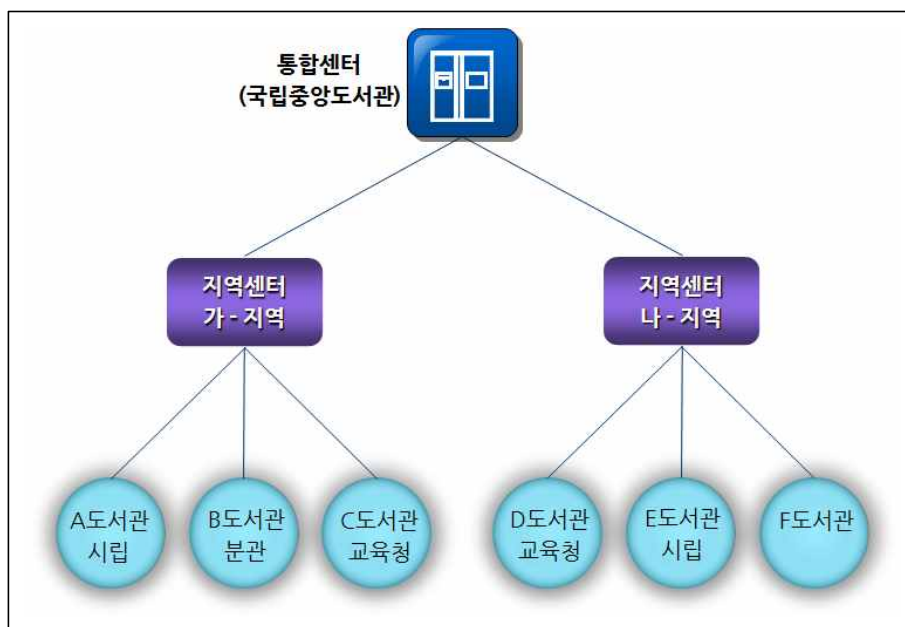 통합센터
(국립중앙도서관)
지역센터
가 - 지역
지역센터
나 - 지역
A도서관
시립
B도서관
분관
C도서관
교육청
D도서관
교육청
E도서관
시립
F도서관